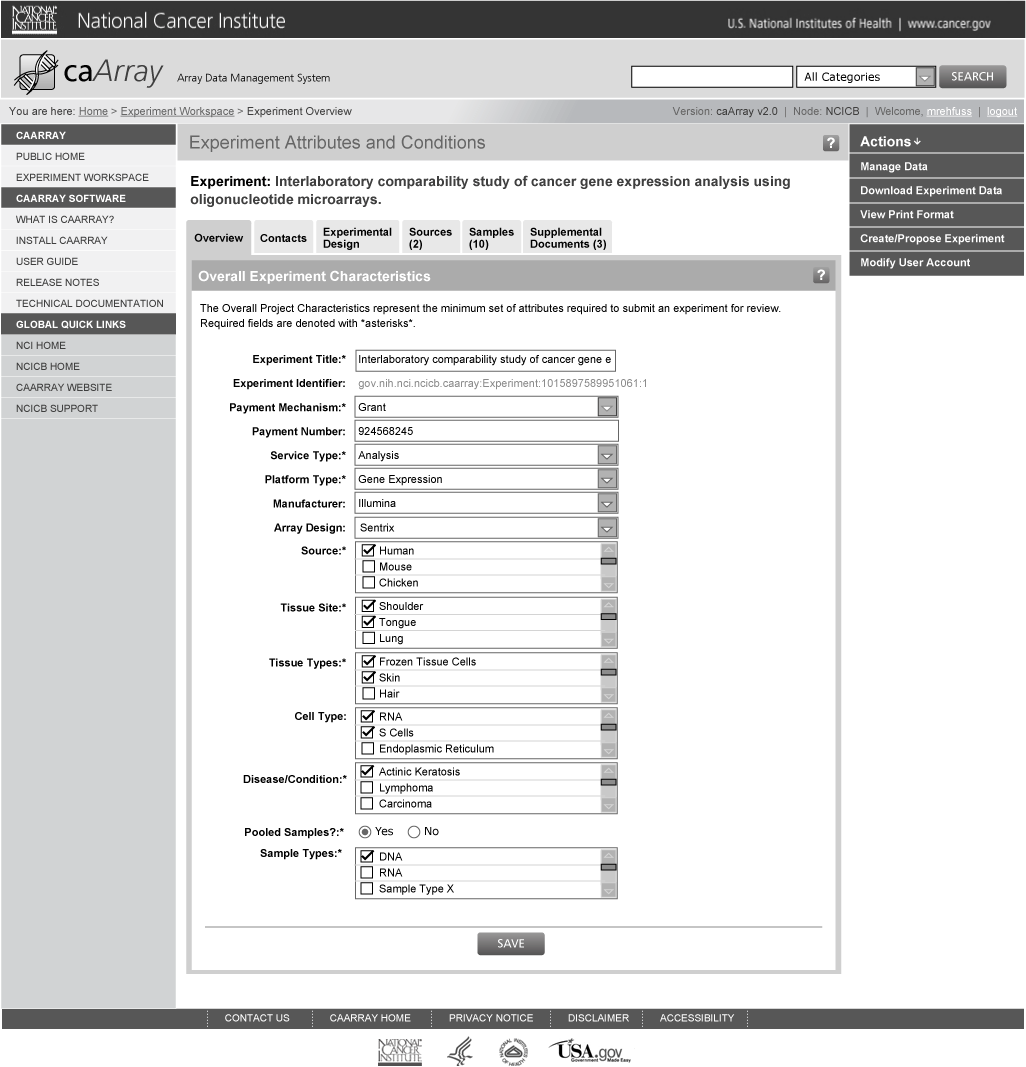 NATIONAL CANCER INSTITUTE
National Cancer Institute
U.S. National Institutes of Health | www.cancer.gov
caArray Array Data Management System
All Categories
SEARCH
You are here: Home > Experiment Workspace > Experiment Overview
Version: caArray v2.0 | Node: NCICB | Welcome, mrehfuss | logout
CAARRAY
PUBLIC HOME
EXPERIMENT WORKSPACE
CAARRAY SOFTWARE
WHAT IS CAARRAY?
INSTALL CAARRAY
USER GUIDE
RELEASE NOTES
TECHNICAL DOCUMENTATION
GLOBAL QUICK LINKS
NCI HOME
NCICB HOME
CAARRAY WEBSITE
NCICB SUPPORT
Experiment Attributes and Conditions
?
Experiment: Interlaboratory comparability study of cancer gene expression analysis using
oligonucleotide microarrays.
Overview
Contacts
Experimental
Design
Sources
(2)
Samples
(10)
Supplemental
Documents (3)
Overall Experiment Characteristics
?
The Overall Project Characteristics represent the minimum set of attributes required to submit an experiment for review.
Required fields are denoted with *asterisks*.
Experiment Title:* Interlaboratory comparability study of cancer gene e
Experiment Identifier: gov.nih.nci.ncicb.caarray:Experiment:1015897589951061:1
Payment Mechanism:* Grant
Payment Number: 924568245
Service Type:* Analysis
Platform Type:* Gene Expression
Manufacturer: Illumina
Array Design: Sentrix
Source:* Human
Mouse
Chicken
Tissue Site:* Shoulder
Tongue
Lung
Tissue Types:* Frozen Tissue Cells
Skin
Hair
Cell Type: RNA
S Cells
Endoplasmic Reticulum
Disease/Condition:* Actinic Keratosis
Lymphoma
Carcinoma
Pooled Samples?:* Yes No
Sample Types:* DNA
RNA
Sample Type X
SAVE
Actions
Manage Data
Download Experiment Data
View Print Format
Create/Propose Experiment
Modify User Account
CONTACT US
CAARRAY HOME
PRIVACY NOTICE
DISCLAIMER
ACCESSIBILITY
NATIONAL CANCER INSTITUTE
USA.gov
Government Made Easy